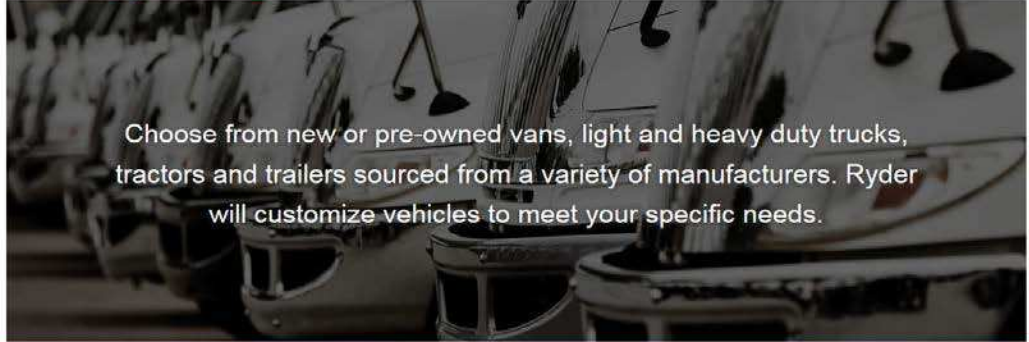 Choose from new or pre-owned vans, light and heavy duty trucks,
tractors and trailers sourced from a variety of manufacturers. Ryder
will customize vehicles to meet your specific needs.